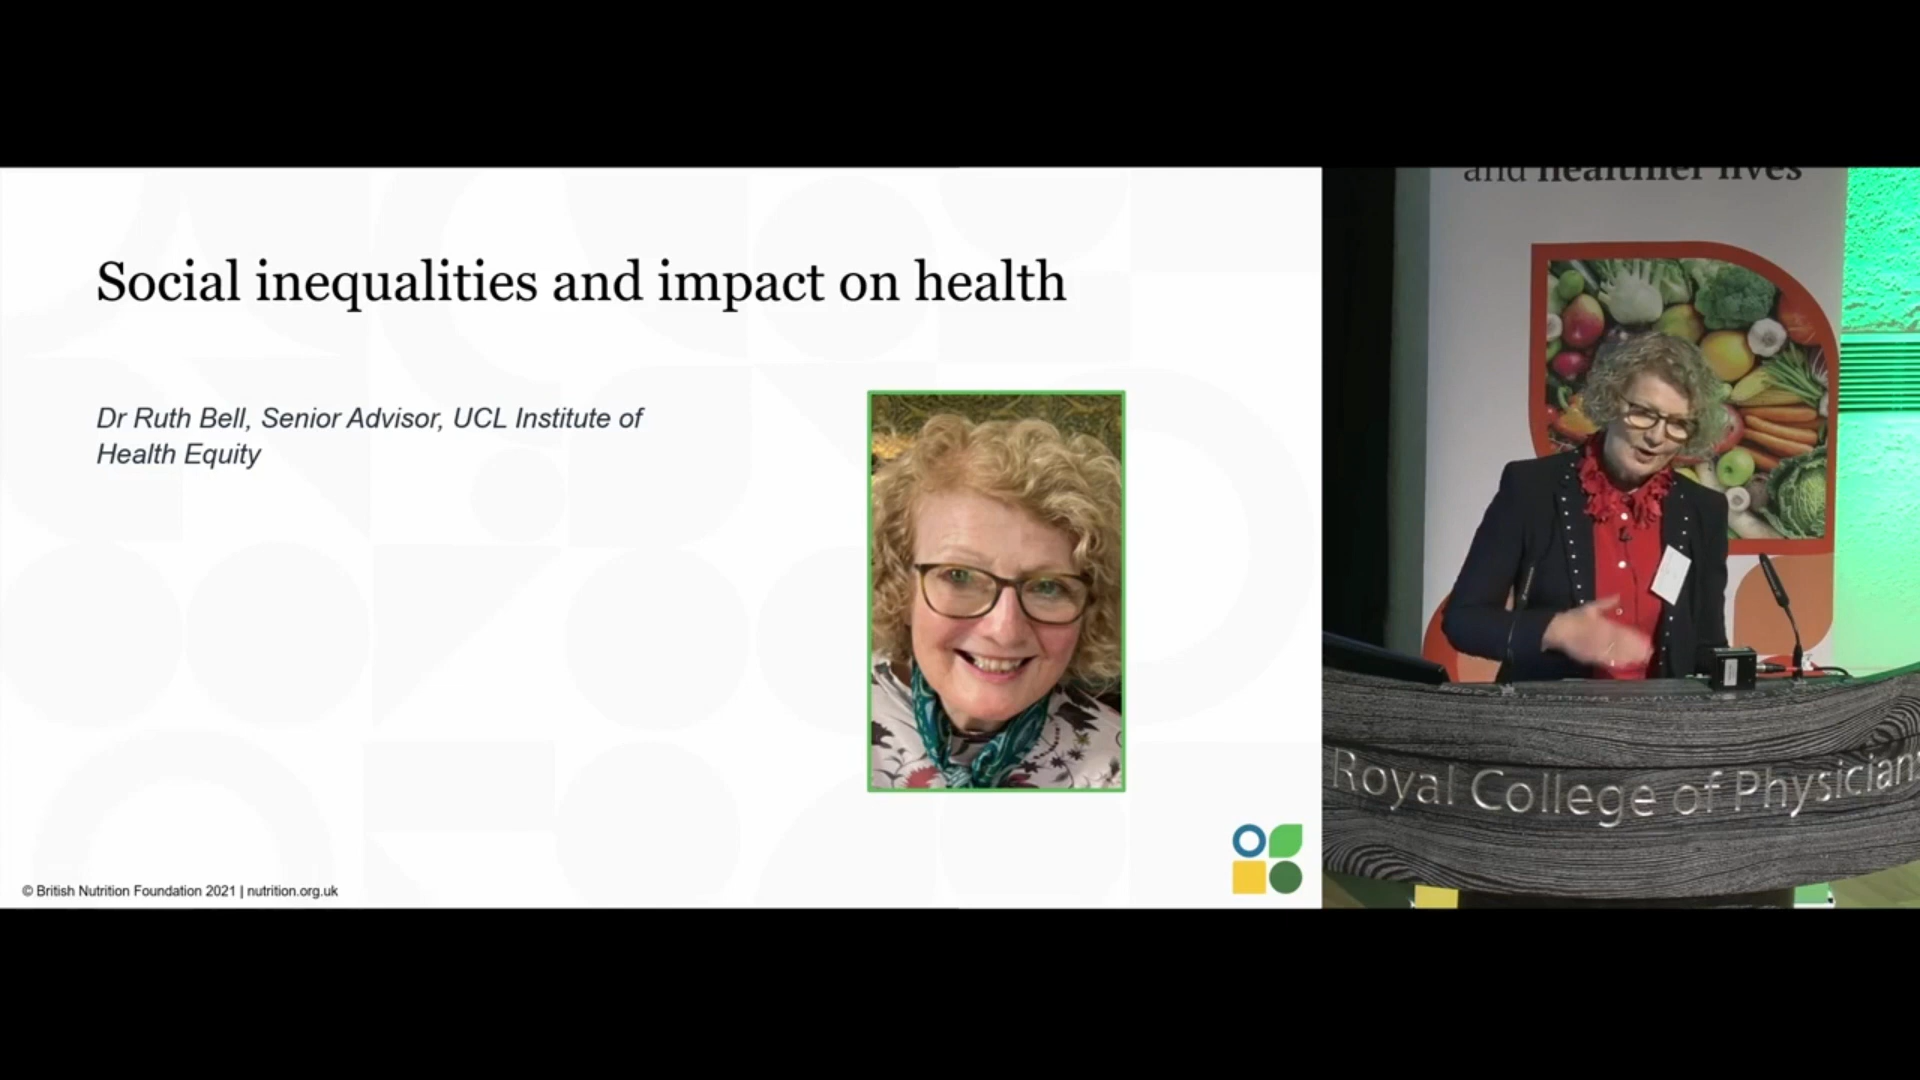 Social inequalities and impact on health
Dr Ruth Bell, Senior Advisor, UCL Institute of
Health Equity
© British Nutrition Foundation 2021 | nutrition.org.uk
and healthier lives
Royal College of Physicians